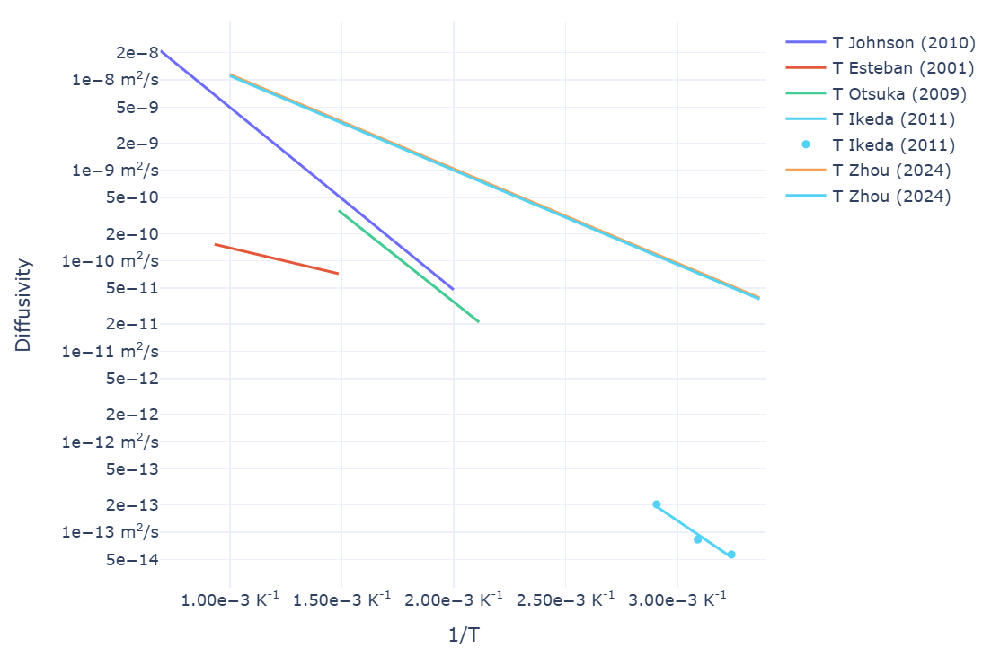 2e−8
1e−8 m²/s
5e−9
2e−9
1e−9 m²/s
5e−10
2e−10
1e−10 m²/s
5e−11
2e−11
1e−11 m²/s
5e−12
2e−12
1e−12 m²/s
5e−13
2e−13
1e−13 m²/s
5e−14
Diffusivity
1.00e−3 K⁻¹ 1.50e−3 K⁻¹ 2.00e−3 K⁻¹ 2.50e−3 K⁻¹ 3.00e−3 K⁻¹
1/T
T Johnson (2010)
T Esteban (2001)
T Otsuka (2009)
T Ikeda (2011)
T Ikeda (2011)
T Zhou (2024)
T Zhou (2024)